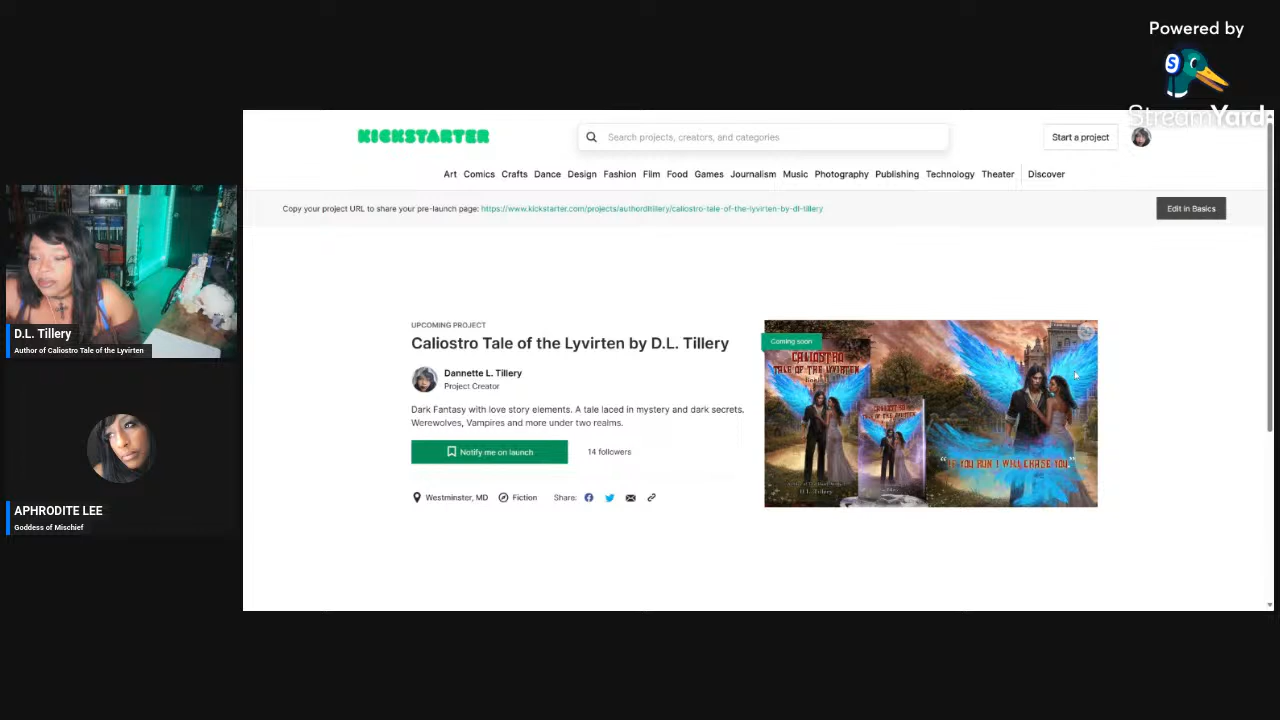 Powered by
S
StreamYard
KICKSTARTER
Search projects, creators, and categories
Start a project
Art Comics Crafts Dance Design Fashion Film Food Games Journalism Music Photography Publishing Technology Theater Discover
Copy your project URL to share your pre-launch page: https://www.kickstarter.com/projects/authordltillery/caliostro-tale-of-the-lyvirten-by-dl-tillery
Edit in Basics
UPCOMING PROJECT
Caliostro Tale of the Lyvirten by D.L. Tillery
Dannette L. Tillery
Project Creator
Dark Fantasy with love story elements. A tale laced in mystery and dark secrets.
Werewolves, Vampires and more under two realms.
Notify me on launch
14 followers
Westminster, MD
Fiction
Share:
Coming soon
CALIOSTRO
TALE OF THE LYVIRTEN
D.L. Tillery
"IF YOU RUN I WILL CHASE YOU."
D.L. Tillery
Author of Caliostro Tale of the Lyvirten
APHRODITE LEE
Goddess of Mischief